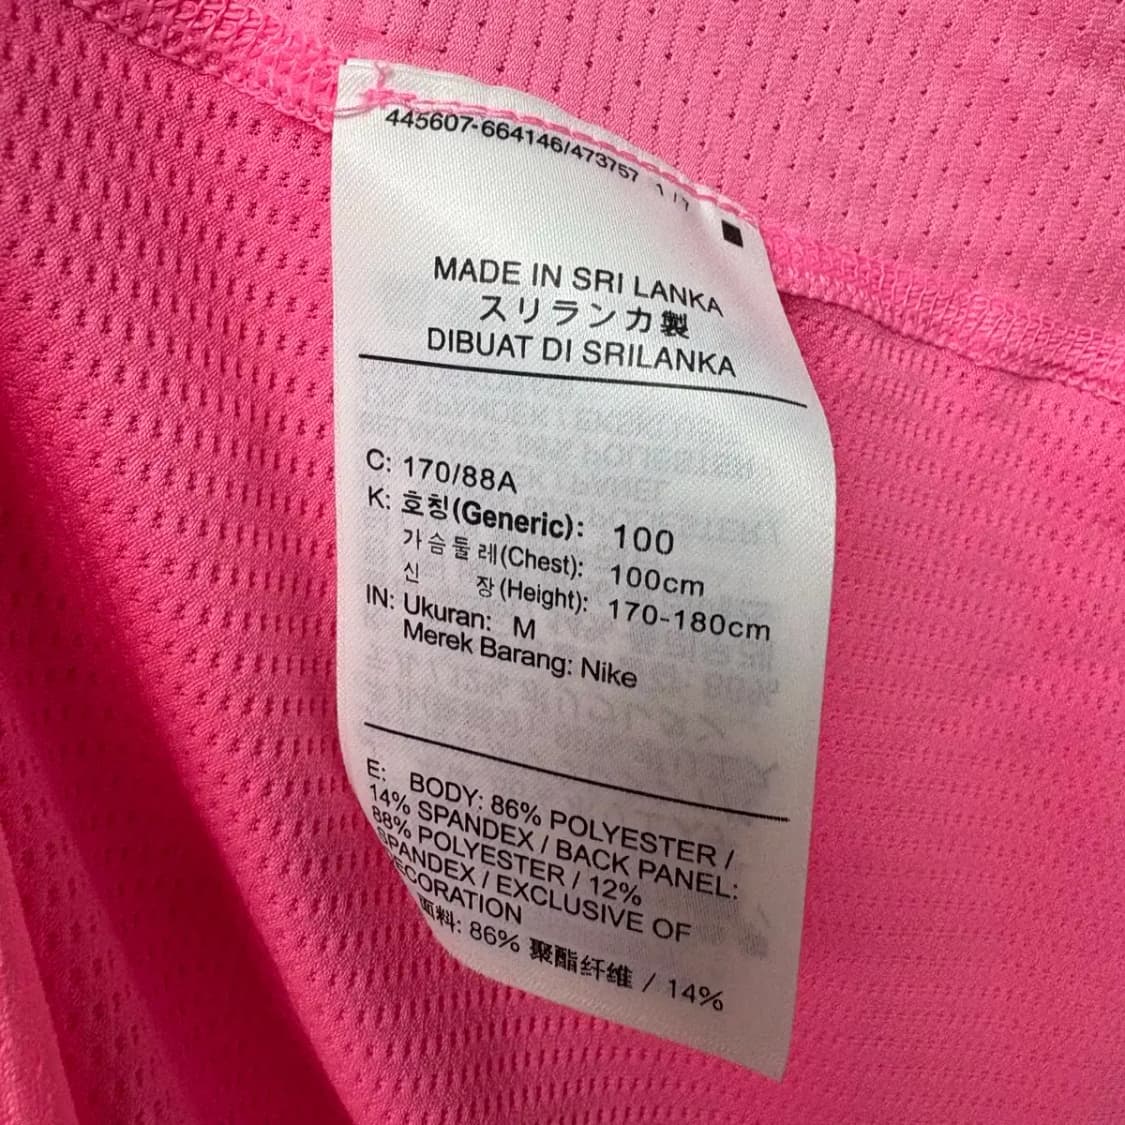 445607-664146/473757 1 / 1
MADE IN SRI LANKA
スリランカ製
DIBUAT DI SRILANKA
C: 170/88A
K: 호칭(Generic): 100
가슴둘레(Chest): 100cm
신 장(Height): 170-180cm
IN: Ukuran: M
Merek Barang: Nike
E: BODY: 86% POLYESTER /
14% SPANDEX / BACK PANEL:
88% POLYESTER / 12%
SPANDEX / EXCLUSIVE OF
DECORATION
面料: 86% 聚酯纤维 / 14%